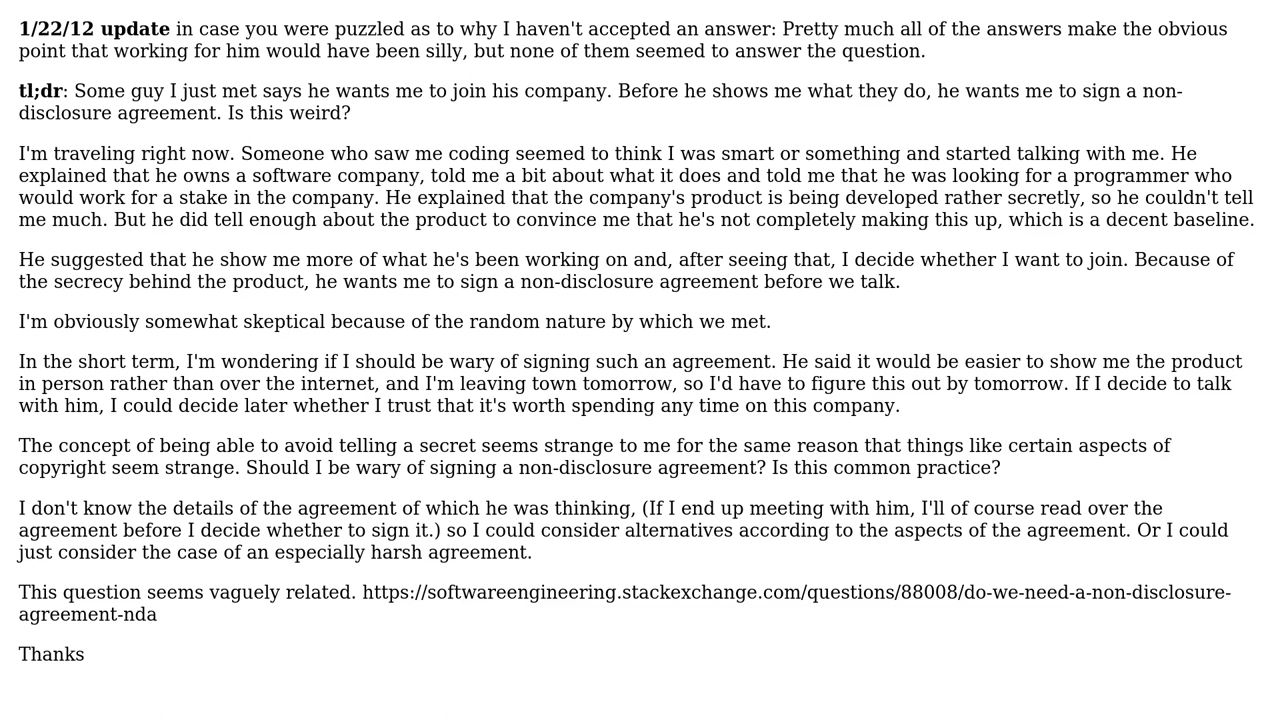 1/22/12 update in case you were puzzled as to why I haven't accepted an answer: Pretty much all of the answers make the obvious
point that working for him would have been silly, but none of them seemed to answer the question.
tl;dr: Some guy I just met says he wants me to join his company. Before he shows me what they do, he wants me to sign a non-
disclosure agreement. Is this weird?
I'm traveling right now. Someone who saw me coding seemed to think I was smart or something and started talking with me. He
explained that he owns a software company, told me a bit about what it does and told me that he was looking for a programmer who
would work for a stake in the company. He explained that the company's product is being developed rather secretly, so he couldn't tell
me much. But he did tell enough about the product to convince me that he's not completely making this up, which is a decent baseline.
He suggested that he show me more of what he's been working on and, after seeing that, I decide whether I want to join. Because of
the secrecy behind the product, he wants me to sign a non-disclosure agreement before we talk.
I'm obviously somewhat skeptical because of the random nature by which we met.
In the short term, I'm wondering if I should be wary of signing such an agreement. He said it would be easier to show me the product
in person rather than over the internet, and I'm leaving town tomorrow, so I'd have to figure this out by tomorrow. If I decide to talk
with him, I could decide later whether I trust that it's worth spending any time on this company.
The concept of being able to avoid telling a secret seems strange to me for the same reason that things like certain aspects of
copyright seem strange. Should I be wary of signing a non-disclosure agreement? Is this common practice?
I don't know the details of the agreement of which he was thinking, (If I end up meeting with him, I'll of course read over the
agreement before I decide whether to sign it.) so I could consider alternatives according to the aspects of the agreement. Or I could
just consider the case of an especially harsh agreement.
This question seems vaguely related. https://softwareengineering.stackexchange.com/questions/88008/do-we-need-a-non-disclosure-
agreement-nda
Thanks